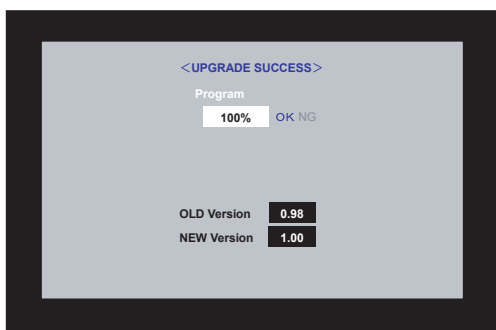 <UPGRADE SUCCESS>
Program
100% OK NG
OLD Version 0.98
NEW Version 1.00